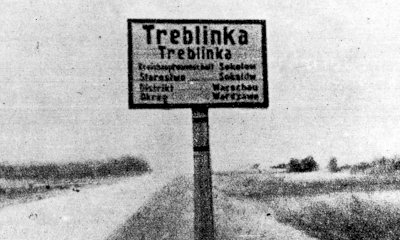 Treblinka
Treblinka
Kreishauptmannschaft Sokolow
Starostwo Sokołów
Distrikt Warschau
Okręg Warszawa